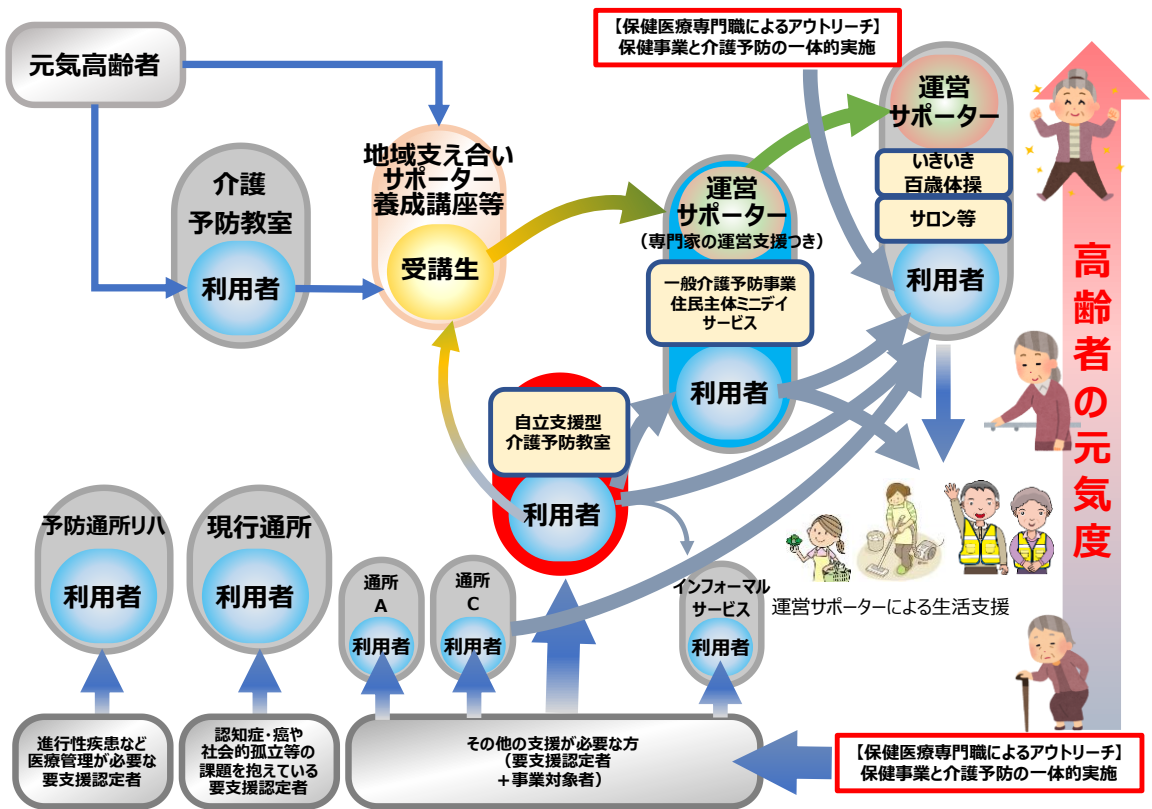 【保健医療専門職によるアウトリーチ】
保健事業と介護予防の一体的実施
元気高齢者
運営
サポーター
いきいき
百歳体操
サロン等
利用者
地域支え合い
サポーター
養成講座等
受講生
介護
予防教室
利用者
運営
サポーター
（専門家の運営支援つき）
一般介護予防事業
住民主体ミニデイ
サービス
利用者
高齢者の元気度
自立支援型
介護予防教室
利用者
予防通所リハ
利用者
現行通所
利用者
通所
A
利用者
通所
C
利用者
インフォーマル
サービス
利用者
運営サポーターによる生活支援
進行性疾患など
医療管理が必要な
要支援認定者
認知症・癌や
社会的孤立等の
課題を抱えている
要支援認定者
その他の支援が必要な方
（要支援認定者
＋事業対象者）
【保健医療専門職によるアウトリーチ】
保健事業と介護予防の一体的実施